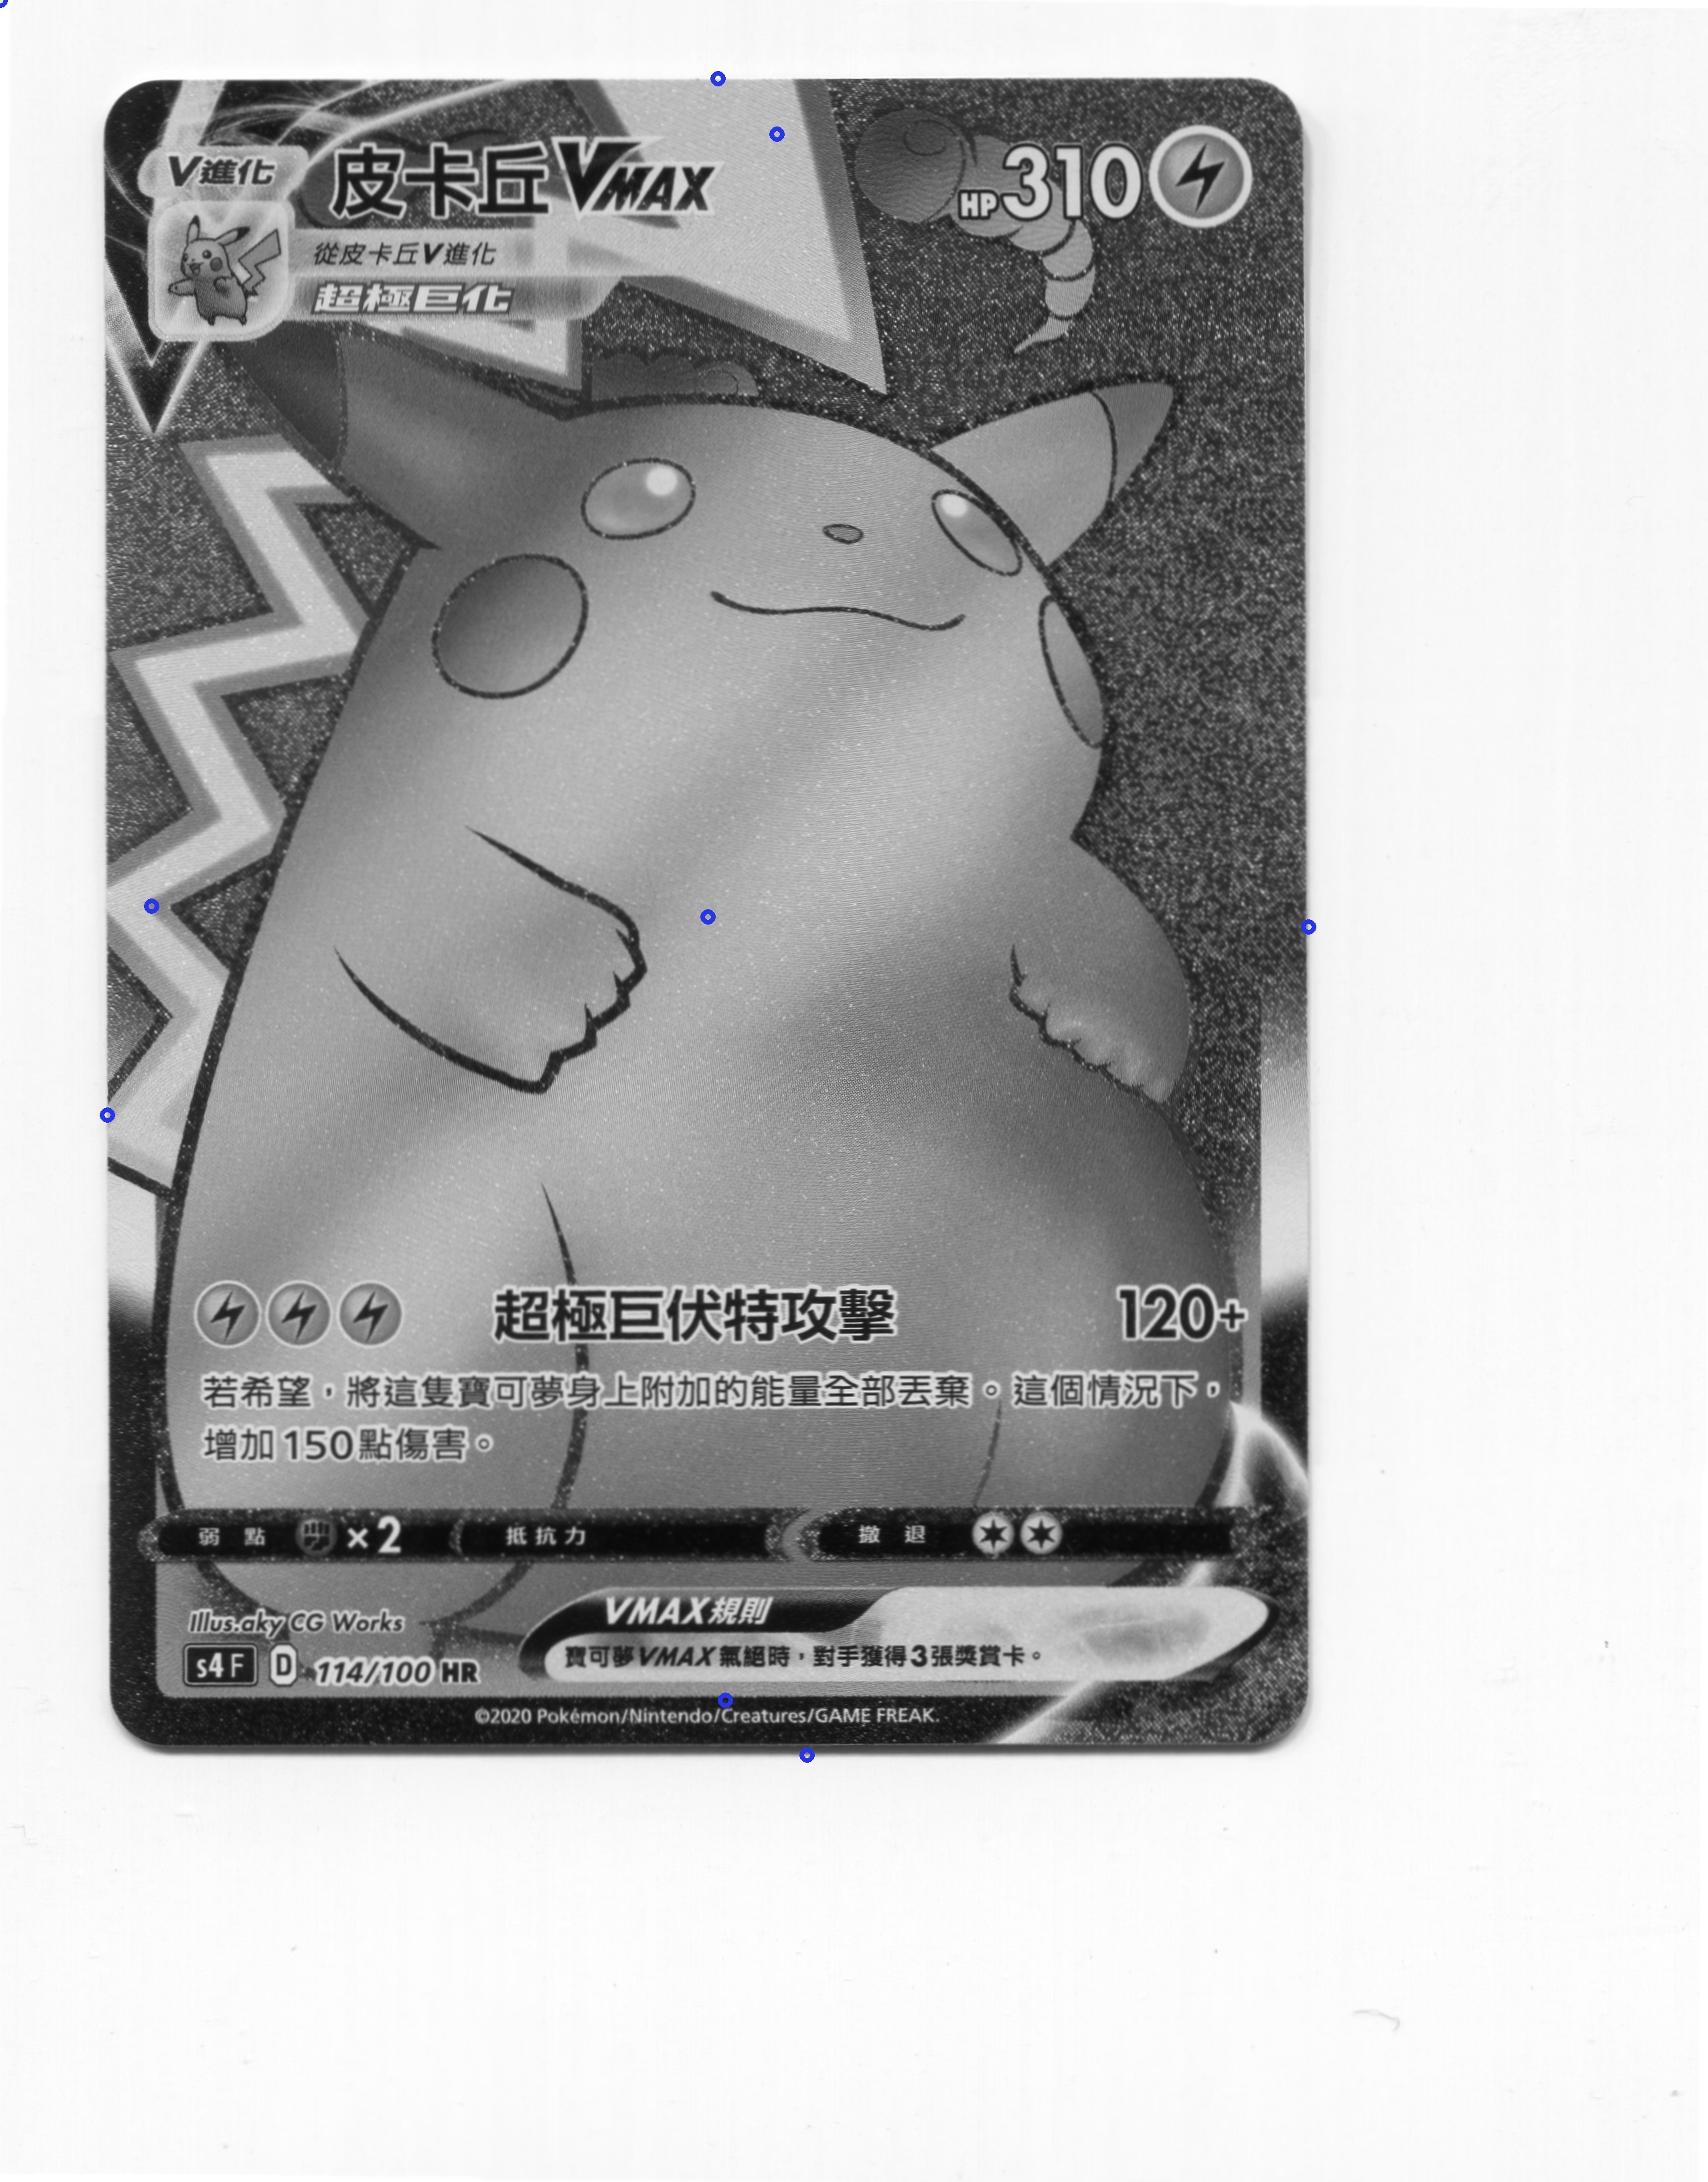 V進化
皮卡丘VMAX
HP310
從皮卡丘V進化
超極巨化
超極巨伏特攻擊 120+
若希望，將這隻寶可夢身上附加的能量全部丟棄。這個情況下，
增加150點傷害。
弱點 ×2 抵抗力 撤退
Illus.aky CG Works
VMAX規則
寶可夢VMAX氣絕時，對手獲得3張獎賞卡。
s4F D 114/100 HR
©2020 Pokémon/Nintendo/Creatures/GAME FREAK.